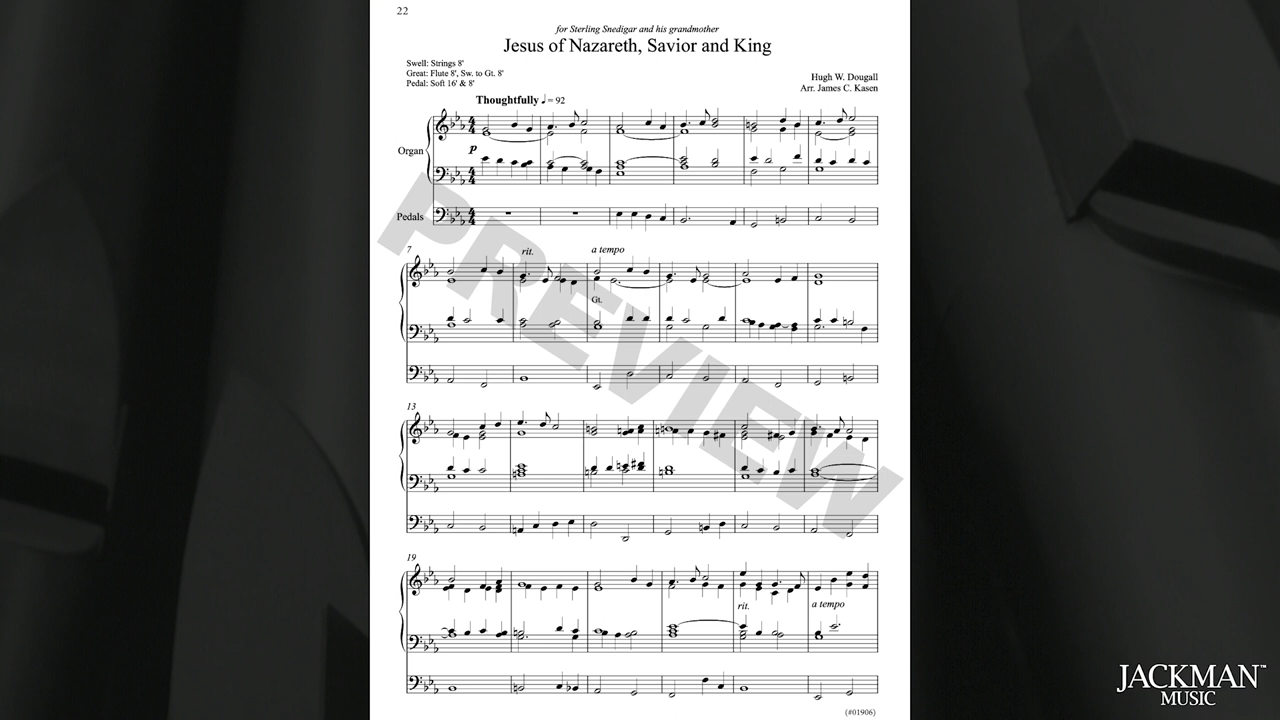 22
for Sterling Snedigar and his grandmother
Jesus of Nazareth, Savior and King
Swell: Strings 8'
Great: Flute 8', Sw. to Gt. 8'
Pedal: Soft 16' & 8'
Hugh W. Dougall
Arr. James C. Kasen
Thoughtfully ♩ = 92
Organ
p
Pedals
7
rit.
a tempo
Gt.
PREVIEW
13
19
rit.
a tempo
(#01906)
JACKMAN™
MUSIC